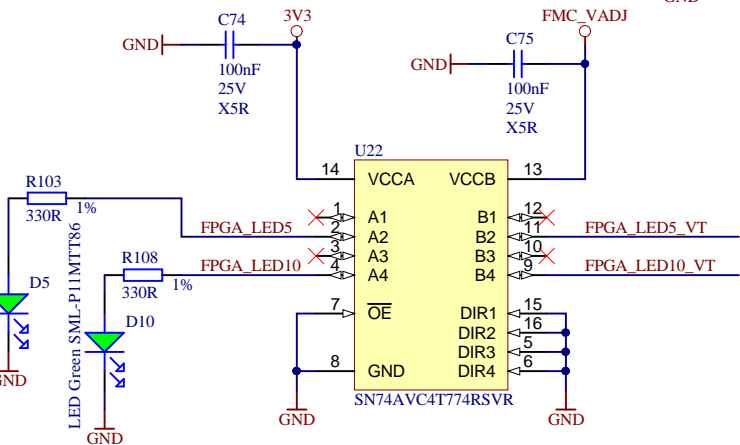 GND
C74
3V3
GND
100nF
25V
X5R
FMC_VADJ
C75
GND
100nF
25V
X5R
U22
14
VCCA
VCCB
13
R103
330R
1%
FPGA_LED5
1
A1
B1
12
2
A2
B2
11
FPGA_LED5_VT
3
A3
B3
10
R108
330R
1%
FPGA_LED10
4
A4
B4
9
FPGA_LED10_VT
D5
GND
LED Green SML-P11MTT86
D10
GND
7
OE
DIR1
15
DIR2
16
DIR3
5
8
GND
DIR4
6
SN74AVC4T774RSVR
GND
GND